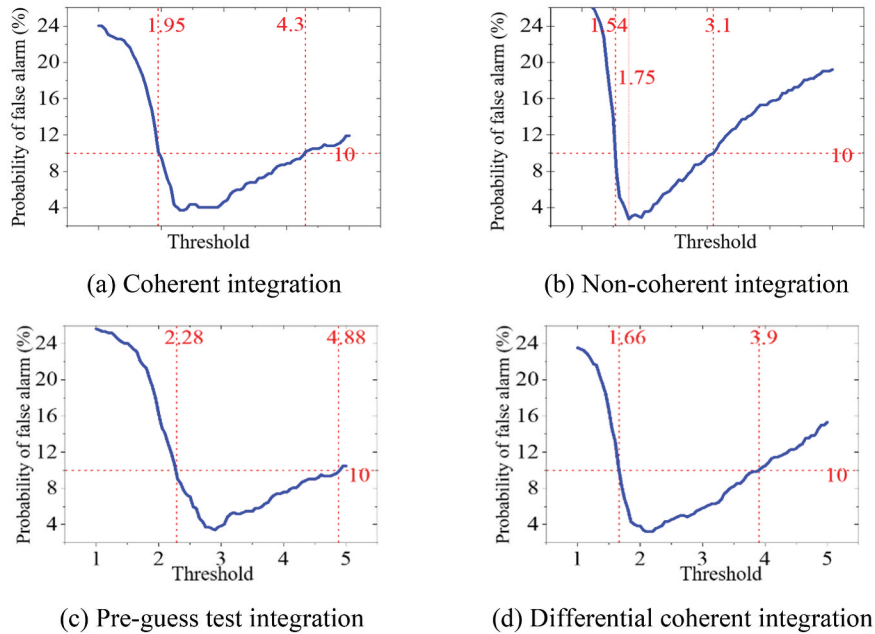 1.95 4.3
24
20
16
12
10
8
4
Probability of false alarm (%)
Threshold
(a) Coherent integration
1.54 3.1
1.75
24
20
16
12
10
8
4
Probability of false alarm (%)
Threshold
(b) Non-coherent integration
2.28 4.88
24
20
16
12
10
8
4
Probability of false alarm (%)
1 2 3 4 5
Threshold
(c) Pre-guess test integration
1.66 3.9
24
20
16
12
10
8
4
Probability of false alarm (%)
1 2 3 4 5
Threshold
(d) Differential coherent integration